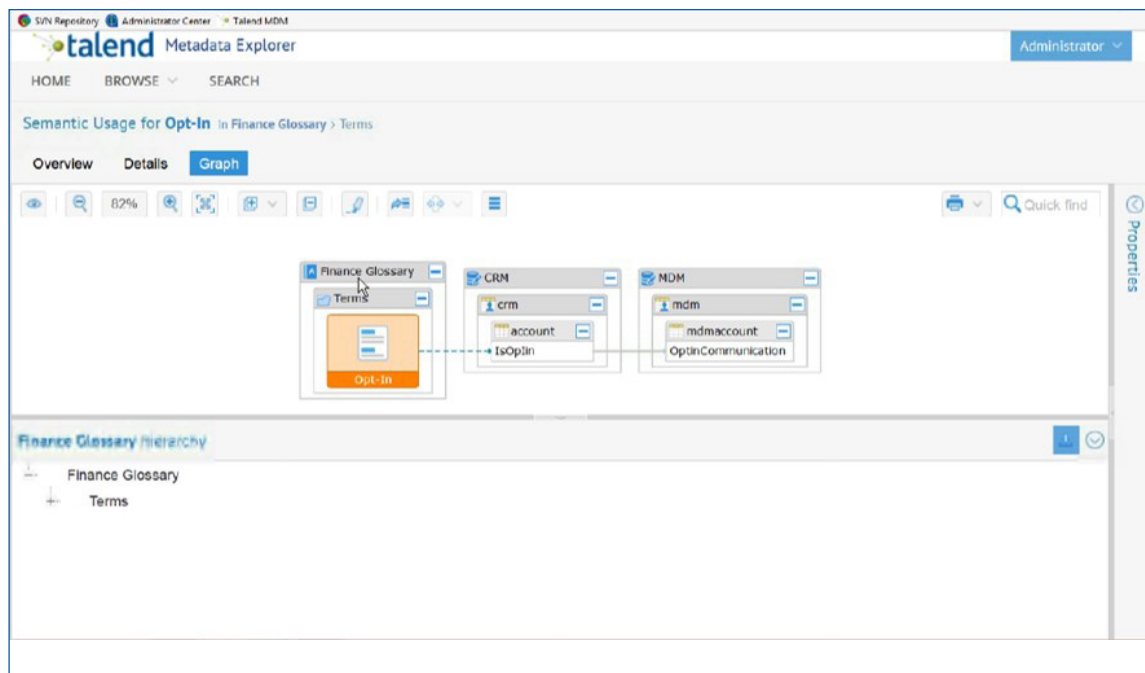 SVN Repository Administrator Center Talend MDM
talend Metadata Explorer Administrator
HOME BROWSE SEARCH
Semantic Usage for Opt-In in Finance Glossary > Terms
Overview Details Graph
82% Quick find
Properties
Finance Glossary CRM MDM
Terms crm mdm
account mdmaccount
IsOpIin OptinCommunication
Opt-In
Finance Glossary hierarchy
Finance Glossary
Terms